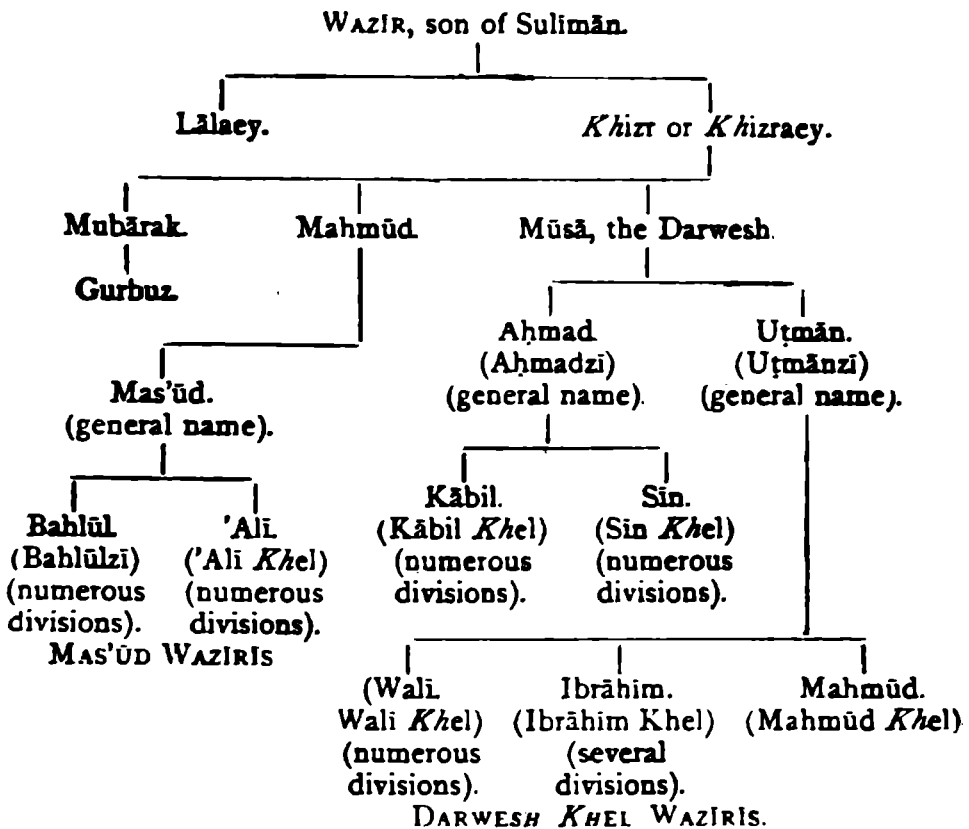 WAZĪR, son of Sulīmān.
Lālaey. Khizr or Khizraey.
Mubārak. Mahmūd. Mūsā, the Darwesh.
Gurbuz.
Aḥmad. Uṭmān.
(Aḥmadzī) (Uṭmānzī)
(general name). (general name).
Mas'ūd.
(general name).
Kābil. Sīn.
(Kābil Khel) (Sīn Khel)
(numerous (numerous
divisions). divisions).
Bahlūl. 'Alī.
(Bahlūlzī) ('Alī Khel)
(numerous (numerous
divisions). divisions).
MAS'ŪD WAZĪRĪS
(Walī. Ibrāhīm. Mahmūd.
Walī Khel) (Ibrāhīm Khel) (Mahmūd Khel)
(numerous (several
divisions). divisions).
DARWESH KHEL WAZĪRĪS.